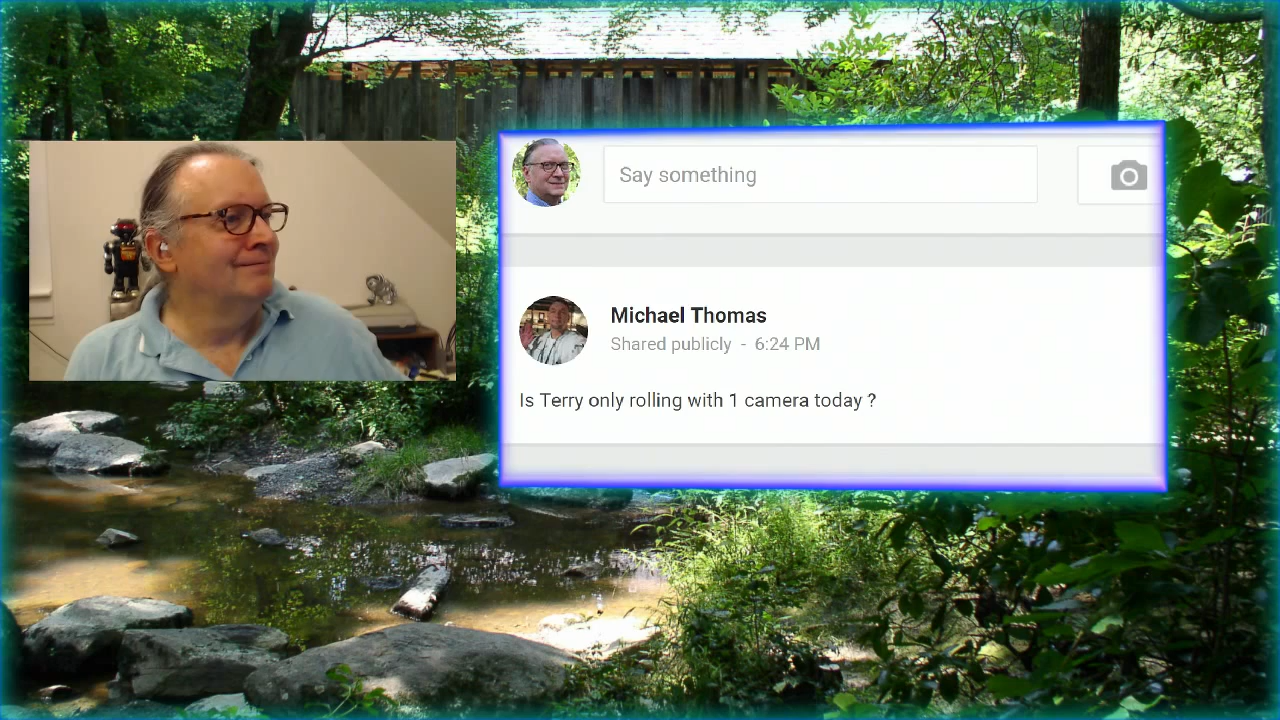 Say something
Michael Thomas
Shared publicly - 6:24 PM
Is Terry only rolling with 1 camera today ?